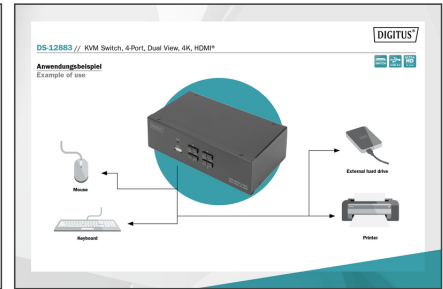 DIGITUS®
DS-12883 // KVM Switch, 4-Port, Dual View, 4K, HDMI®
Anwendungsbeispiel
Example of use
HD
Mouse
External hard drive
Keyboard
Printer